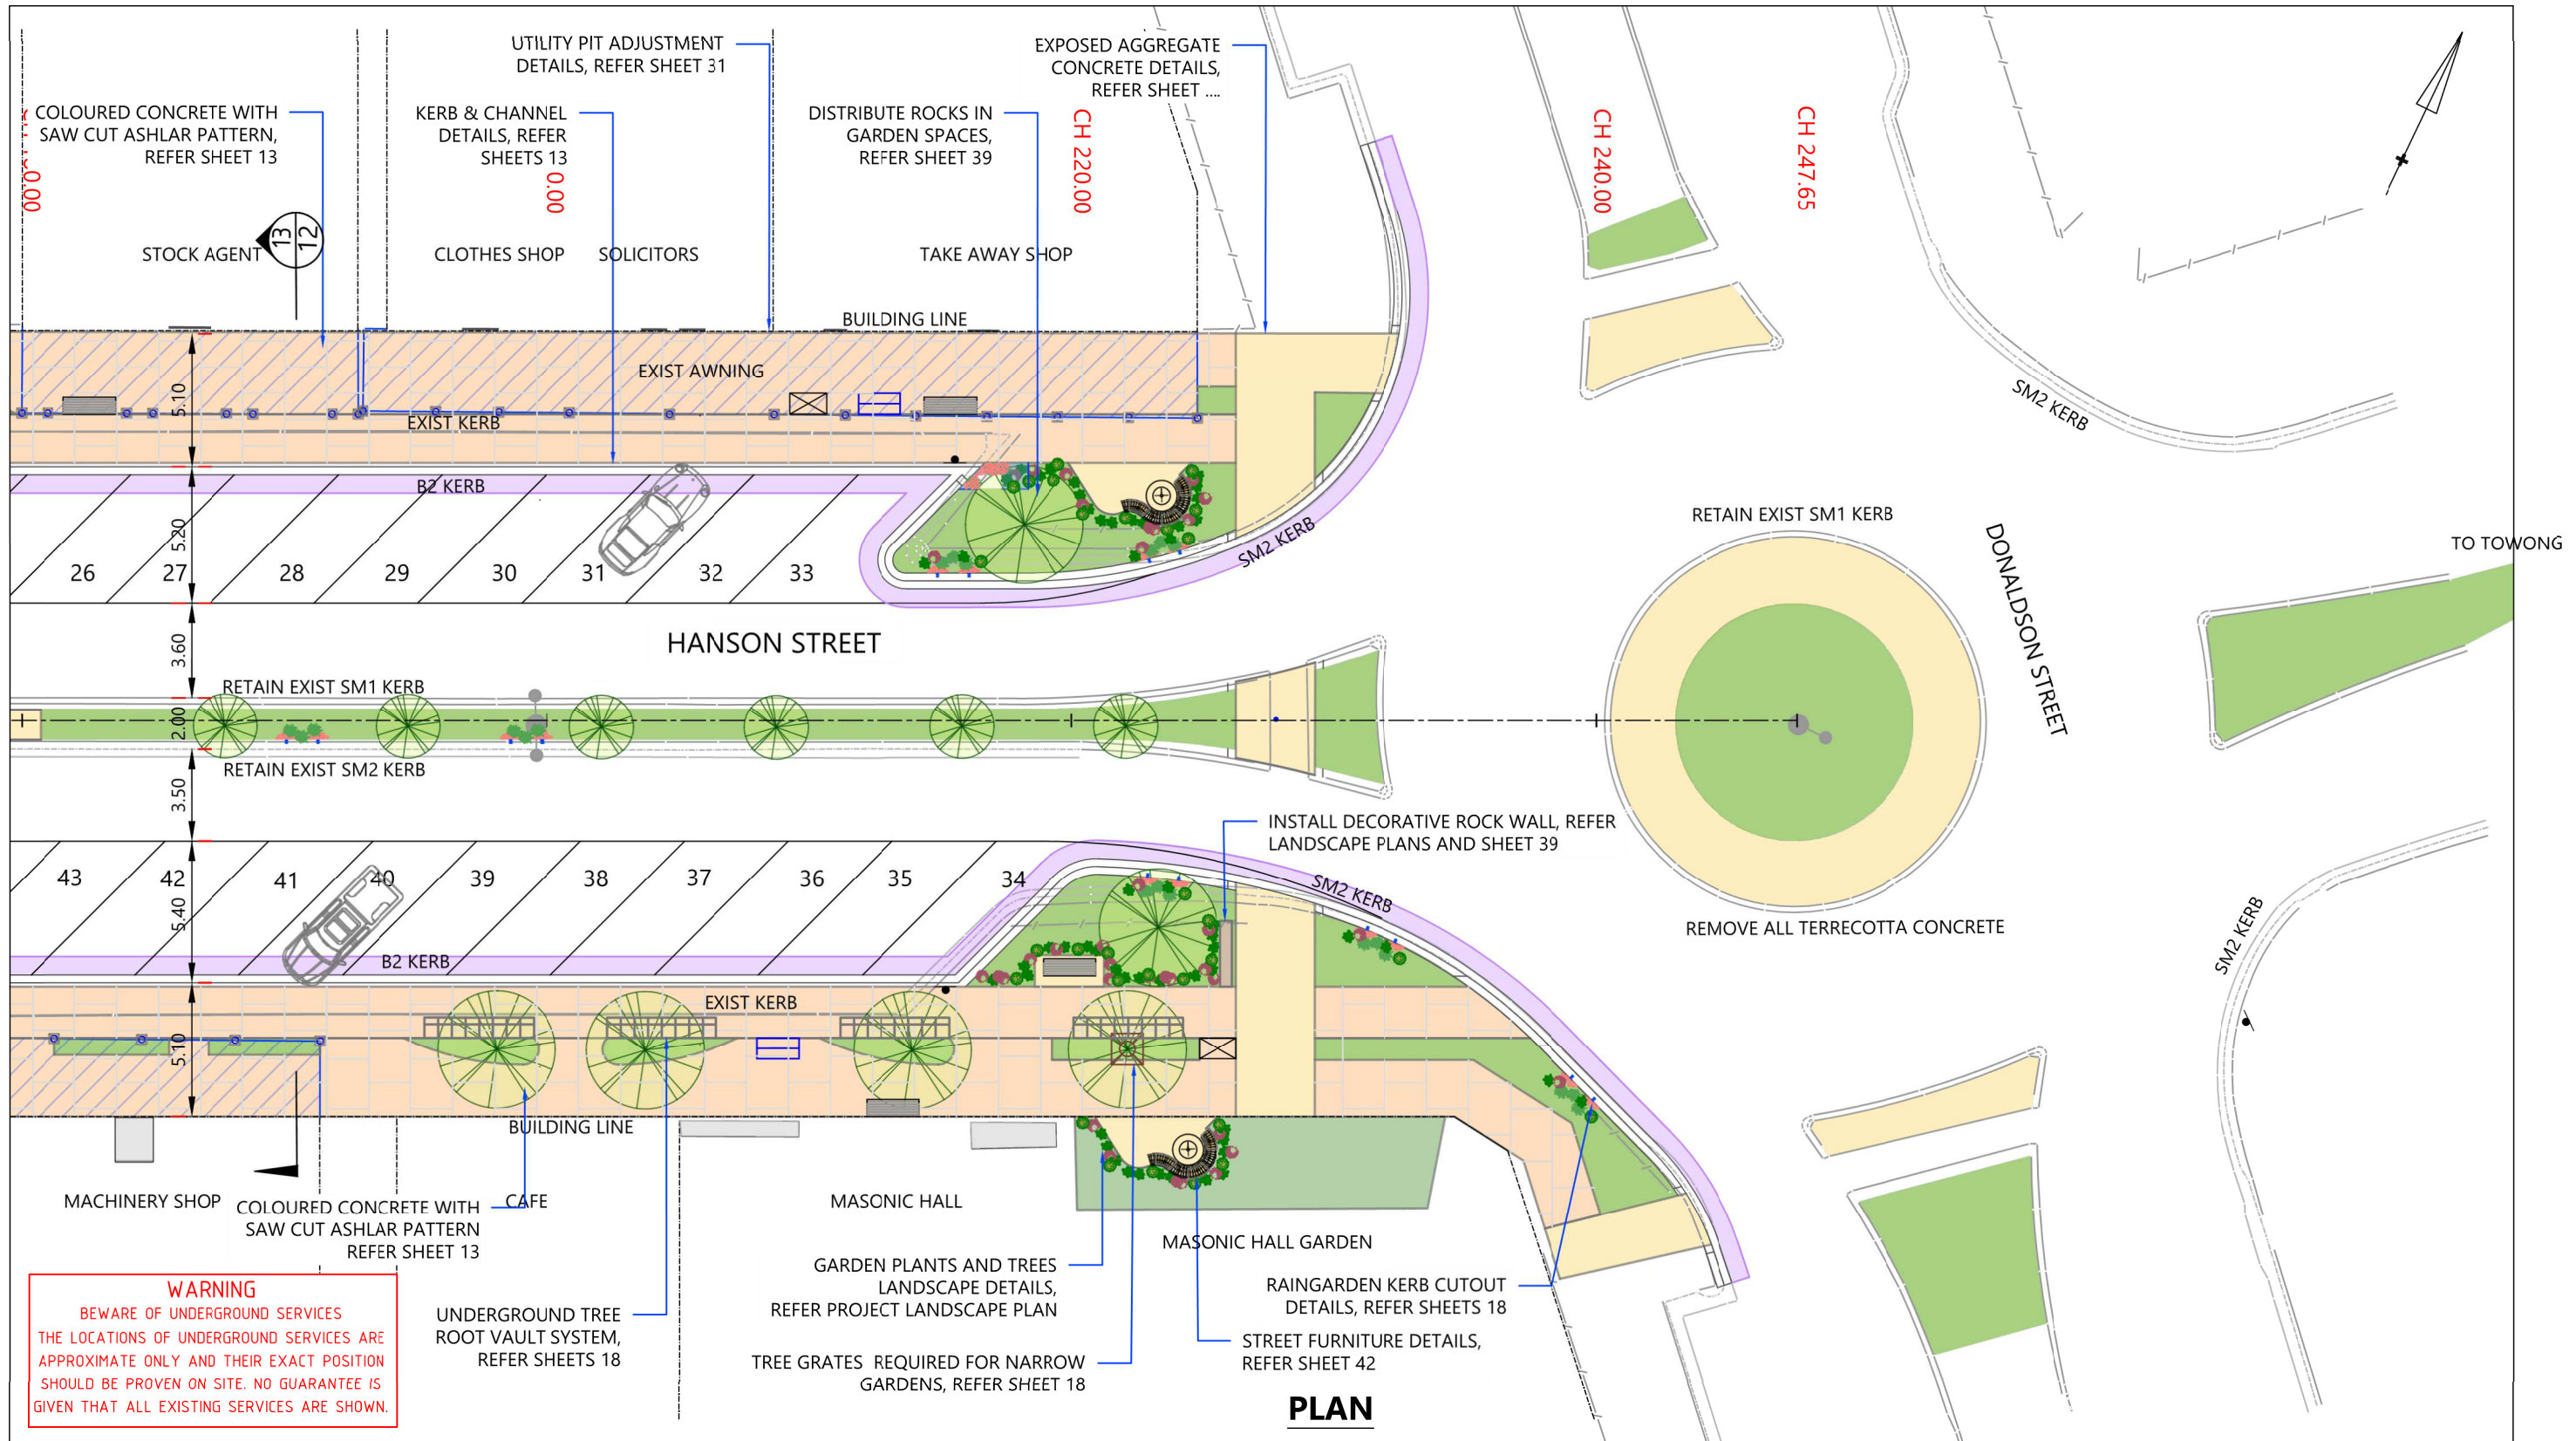 UTILITY PIT ADJUSTMENT
DETAILS, REFER SHEET 31
EXPOSED AGGREGATE
CONCRETE DETAILS,
REFER SHEET ....
COLOURED CONCRETE WITH
SAW CUT ASHLAR PATTERN,
REFER SHEET 13
KERB & CHANNEL
DETAILS, REFER
SHEETS 13
DISTRIBUTE ROCKS IN
GARDEN SPACES,
REFER SHEET 39
0.00
0.00
CH 220.00
CH 240.00
CH 247.65
13
12
STOCK AGENT
CLOTHES SHOP
SOLICITORS
TAKE AWAY SHOP
BUILDING LINE
EXIST AWNING
EXIST KERB
5.10
B2 KERB
SM2 KERB
SM2 KERB
5.20
26
27
28
29
30
31
32
33
RETAIN EXIST SM1 KERB
DONALDSON STREET
TO TOWONG
HANSON STREET
3.60
RETAIN EXIST SM1 KERB
2.00
RETAIN EXIST SM2 KERB
3.50
INSTALL DECORATIVE ROCK WALL, REFER
LANDSCAPE PLANS AND SHEET 39
43
42
41
40
39
38
37
36
35
34
SM2 KERB
5.40
REMOVE ALL TERRECOTTA CONCRETE
SM2 KERB
B2 KERB
EXIST KERB
5.10
BUILDING LINE
MACHINERY SHOP
CAFE
MASONIC HALL
COLOURED CONCRETE WITH
SAW CUT ASHLAR PATTERN
REFER SHEET 13
MASONIC HALL GARDEN
GARDEN PLANTS AND TREES
LANDSCAPE DETAILS,
REFER PROJECT LANDSCAPE PLAN
RAINGARDEN KERB CUTOUT
DETAILS, REFER SHEETS 18
UNDERGROUND TREE
ROOT VAULT SYSTEM,
REFER SHEETS 18
STREET FURNITURE DETAILS,
REFER SHEET 42
TREE GRATES REQUIRED FOR NARROW
GARDENS, REFER SHEET 18
WARNING
BEWARE OF UNDERGROUND SERVICES
THE LOCATIONS OF UNDERGROUND SERVICES ARE
APPROXIMATE ONLY AND THEIR EXACT POSITION
SHOULD BE PROVEN ON SITE. NO GUARANTEE IS
GIVEN THAT ALL EXISTING SERVICES ARE SHOWN.
PLAN